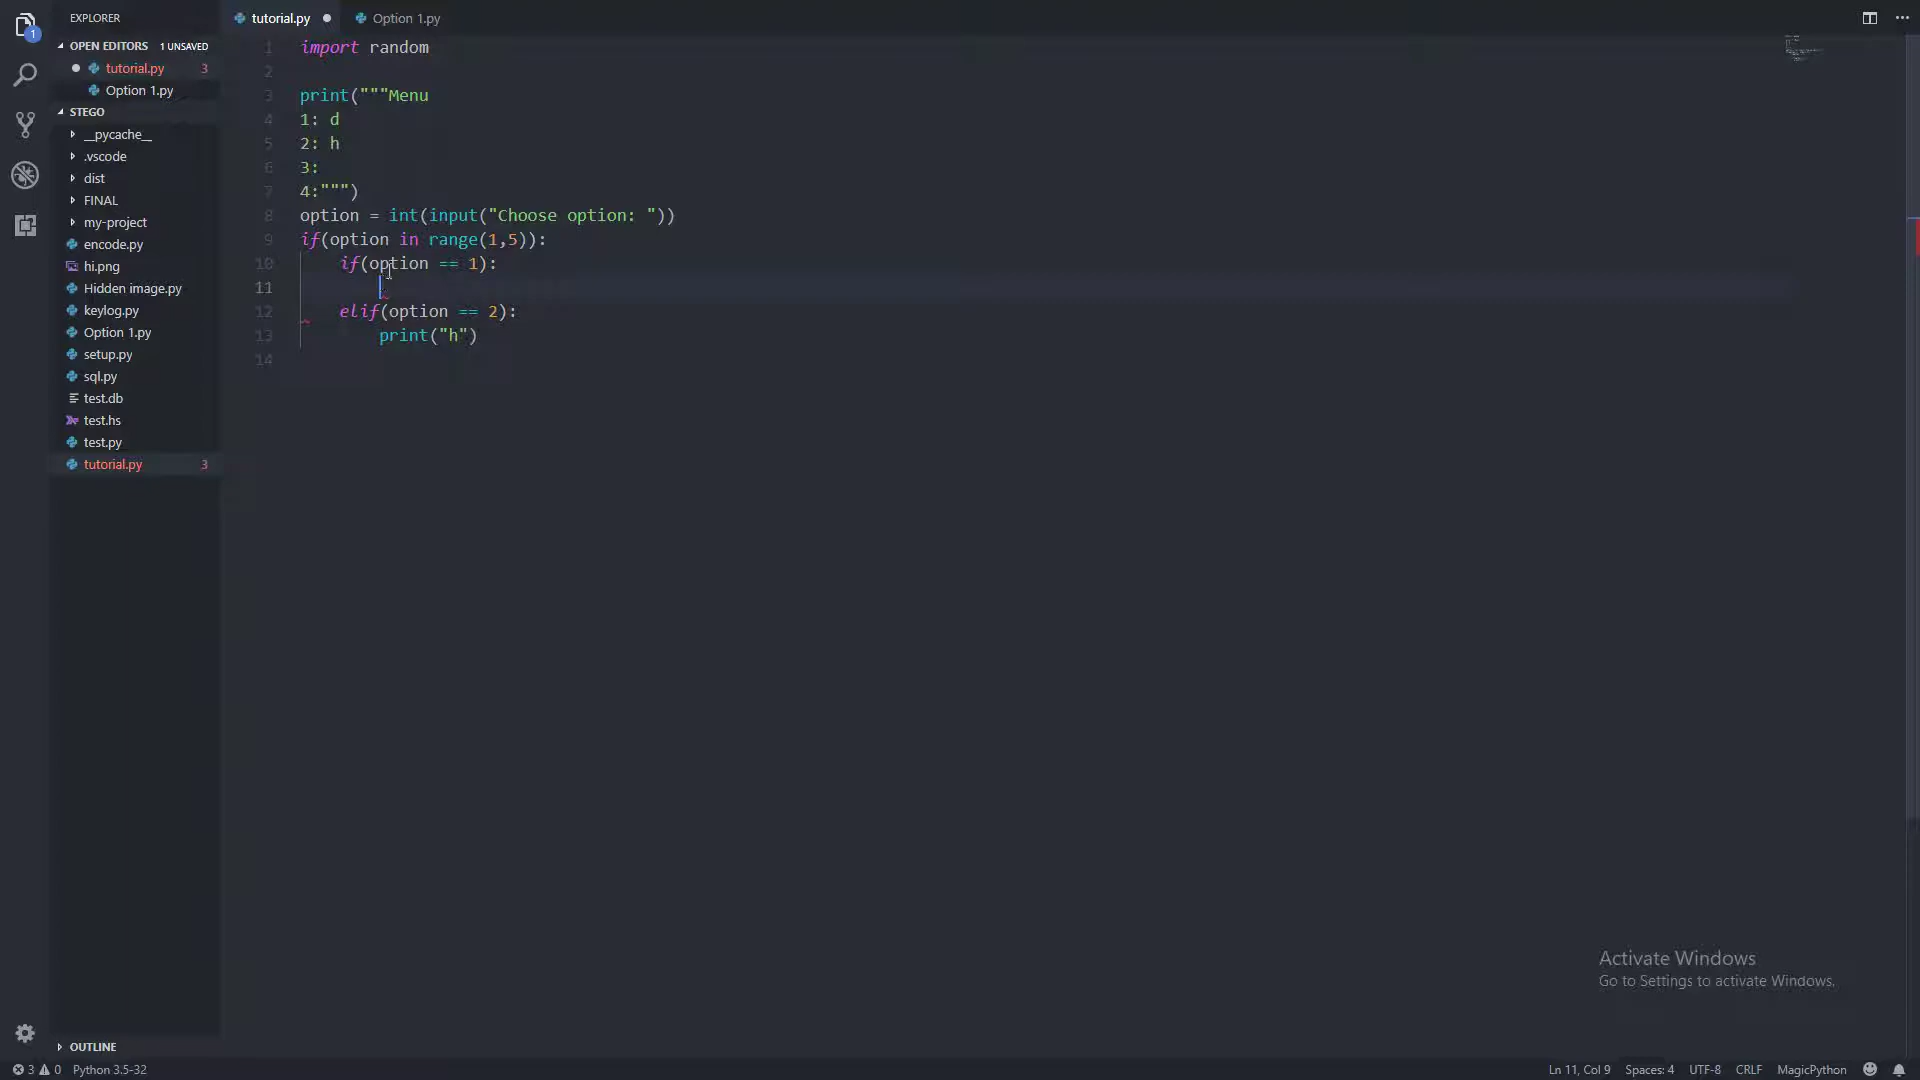 EXPLORER
OPEN EDITORS 1 UNSAVED
tutorial.py 3
Option 1.py
STEGO
__pycache__
.vscode
dist
FINAL
my-project
encode.py
hi.png
Hidden image.py
keylog.py
Option 1.py
setup.py
sql.py
test.db
test.hs
test.py
tutorial.py 3
OUTLINE
1
tutorial.py Option 1.py
1 import random
2
3 print("""Menu
4 1: d
5 2: h
6 3:
7 4:""")
8 option = int(input("Choose option: "))
9 if(option in range(1,5)):
10 if(option == 1):
11
12 elif(option == 2):
13 print("h")
14
Activate Windows
Go to Settings to activate Windows.
3 0 Python 3.5-32 Ln 11, Col 9 Spaces: 4 UTF-8 CRLF MagicPython